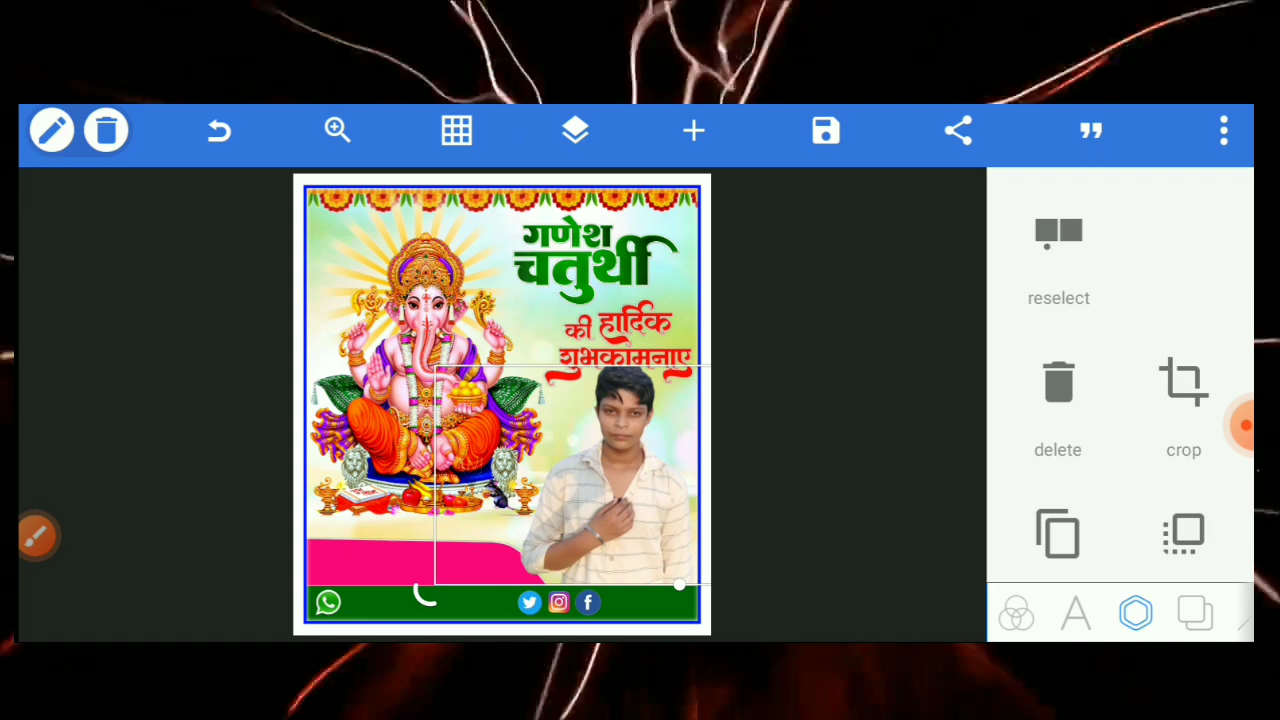 गणेश
चतुर्थी
की हार्दिक
शुभकामनाए
reselect
delete
crop